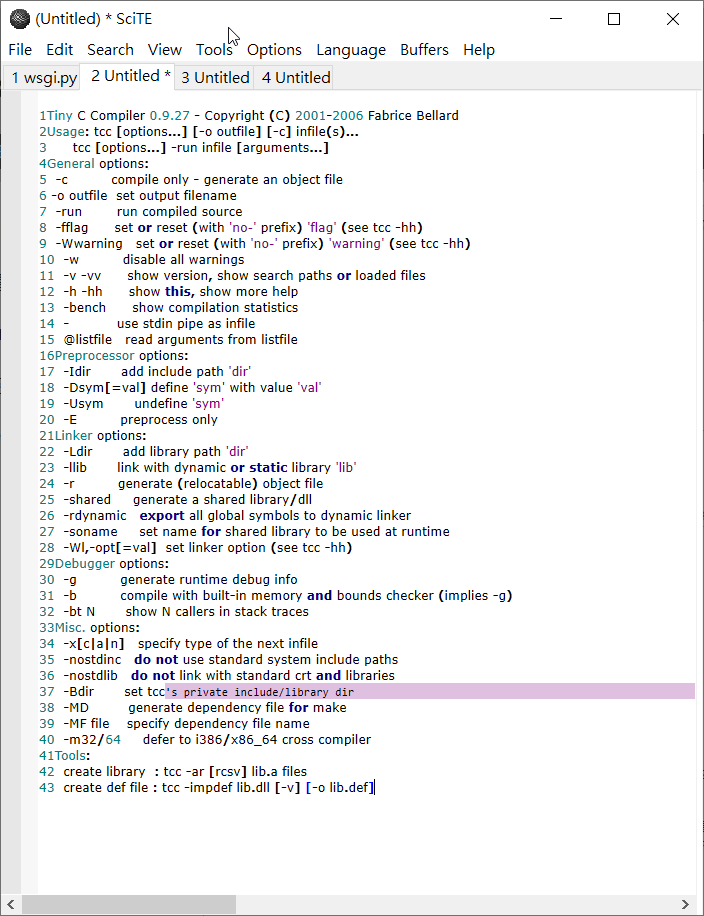 (Untitled) * SciTE
File Edit Search View Tools Options Language Buffers Help
1 wsgi.py 2 Untitled * 3 Untitled 4 Untitled
1Tiny C Compiler 0.9.27 - Copyright (C) 2001-2006 Fabrice Bellard
2Usage: tcc [options...] [-o outfile] [-c] infile(s)...
3 tcc [options...] -run infile [arguments...]
4General options:
5 -c compile only - generate an object file
6 -o outfile set output filename
7 -run run compiled source
8 -fflag set or reset (with 'no-' prefix) 'flag' (see tcc -hh)
9 -Wwarning set or reset (with 'no-' prefix) 'warning' (see tcc -hh)
10 -w disable all warnings
11 -v -vv show version, show search paths or loaded files
12 -h -hh show this, show more help
13 -bench show compilation statistics
14 - use stdin pipe as infile
15 @listfile read arguments from listfile
16Preprocessor options:
17 -Idir add include path 'dir'
18 -Dsym[=val] define 'sym' with value 'val'
19 -Usym undefine 'sym'
20 -E preprocess only
21Linker options:
22 -Ldir add library path 'dir'
23 -llib link with dynamic or static library 'lib'
24 -r generate (relocatable) object file
25 -shared generate a shared library/dll
26 -rdynamic export all global symbols to dynamic linker
27 -soname set name for shared library to be used at runtime
28 -Wl,-opt[=val] set linker option (see tcc -hh)
29Debugger options:
30 -g generate runtime debug info
31 -b compile with built-in memory and bounds checker (implies -g)
32 -bt N show N callers in stack traces
33Misc. options:
34 -x[c|a|n] specify type of the next infile
35 -nostdinc do not use standard system include paths
36 -nostdlib do not link with standard crt and libraries
37 -Bdir set tcc's private include/library dir
38 -MD generate dependency file for make
39 -MF file specify dependency file name
40 -m32/64 defer to i386/x86_64 cross compiler
41Tools:
42 create library : tcc -ar [rcsv] lib.a files
43 create def file : tcc -impdef lib.dll [-v] [-o lib.def]